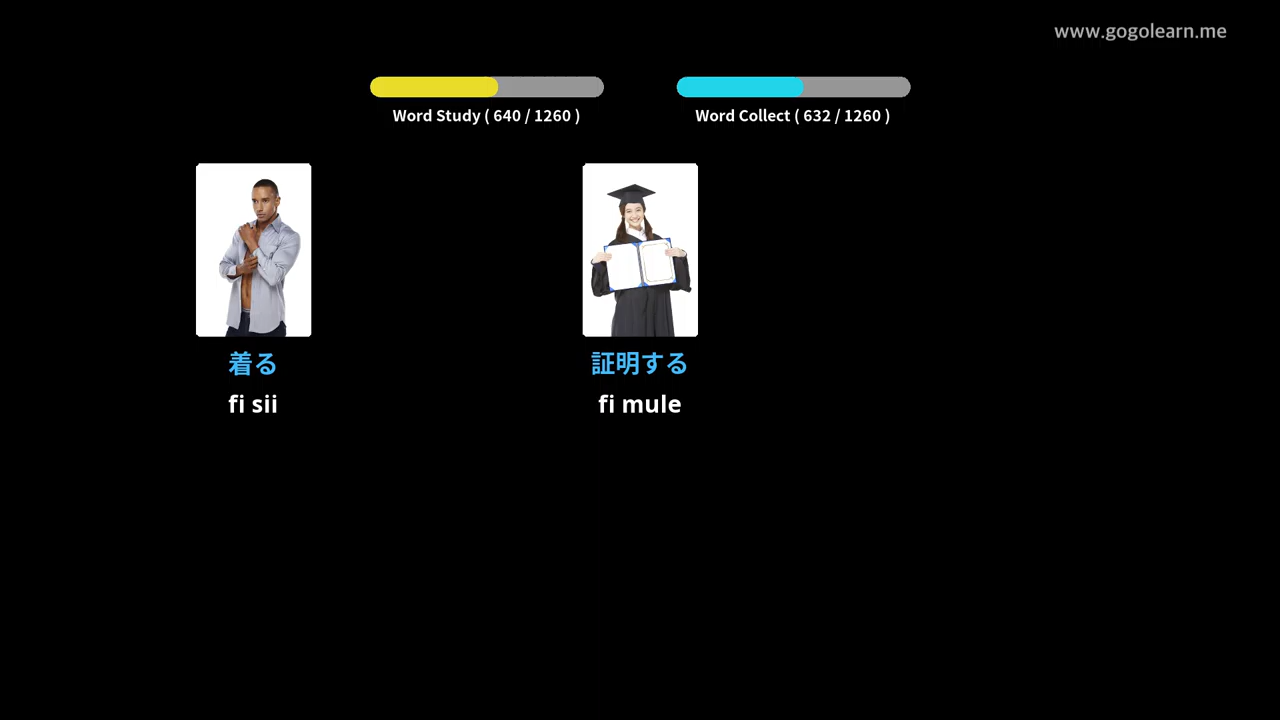 www.gogolearn.me
Word Study ( 640 / 1260 )
Word Collect ( 632 / 1260 )
着る
fi sii
証明する
fi mule